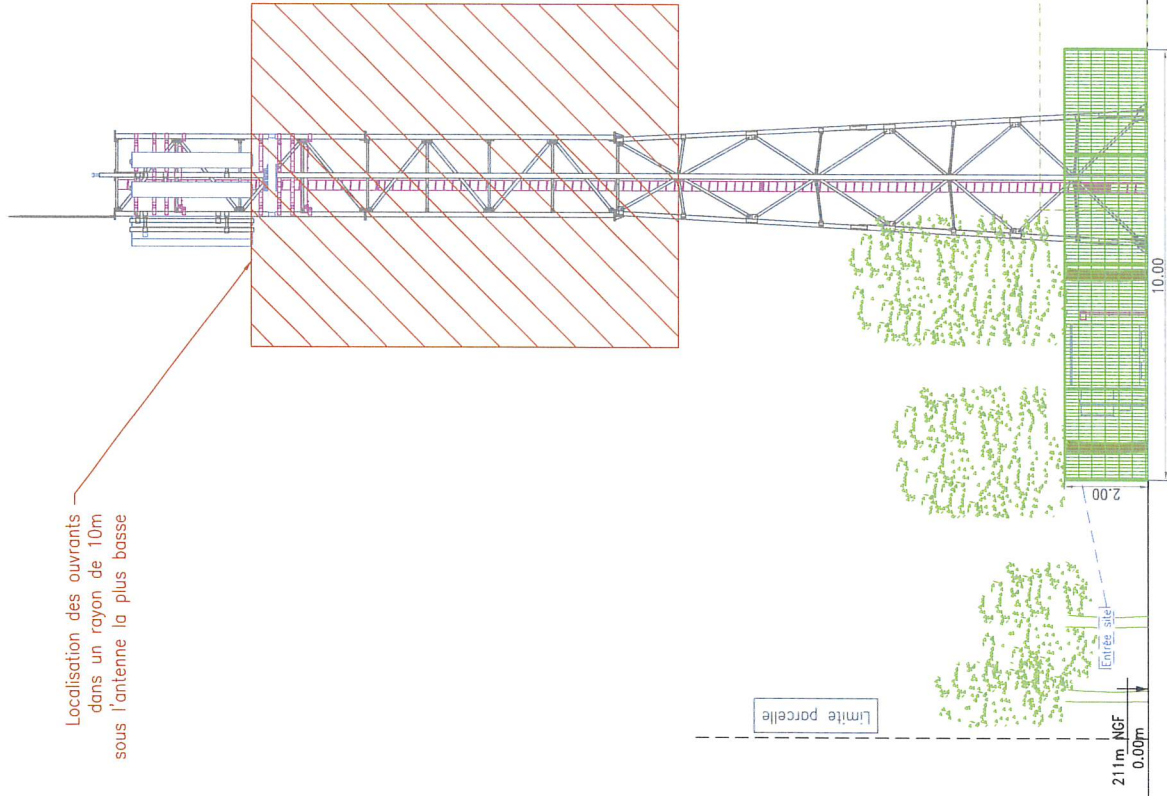 Localisation des ouvrants
dans un rayon de 10m
sous l'antenne la plus basse
Limite parcelle
Entrée site
211m NGF
0.00m
2.00
10.00